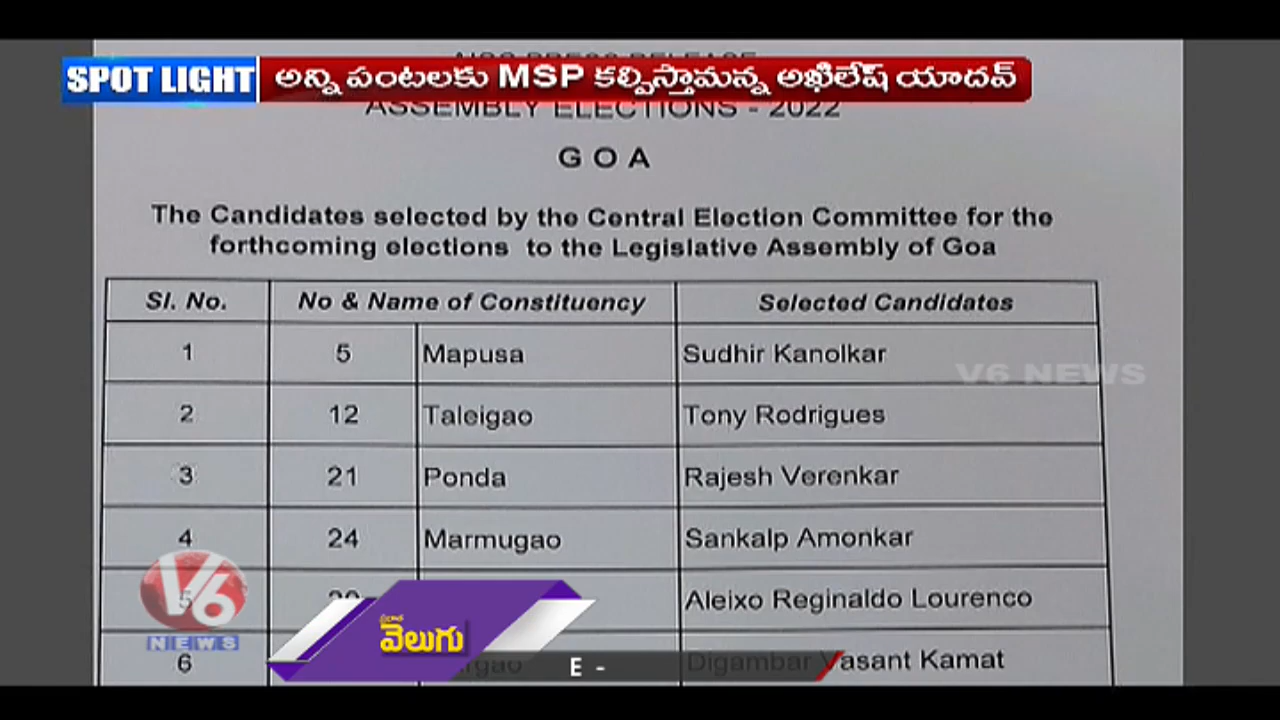 SPOT LIGHT అన్ని పంటలకు MSP కల్పిస్తామన్న అఖిలేష్ యాదవ్
ASSEMBLY ELECTIONS - 2022
GOA
The Candidates selected by the Central Election Committee for the
forthcoming elections to the Legislative Assembly of Goa
Sl. No. No & Name of Constituency Selected Candidates
1 5 Mapusa Sudhir Kanolkar
V6 NEWS
2 12 Taleigao Tony Rodrigues
3 21 Ponda Rajesh Verenkar
4 24 Marmugao Sankalp Amonkar
5 Aleixo Reginaldo Lourenco
V6
NEWS
వెలుగు
6 Digambar Vasant Kamat
E -